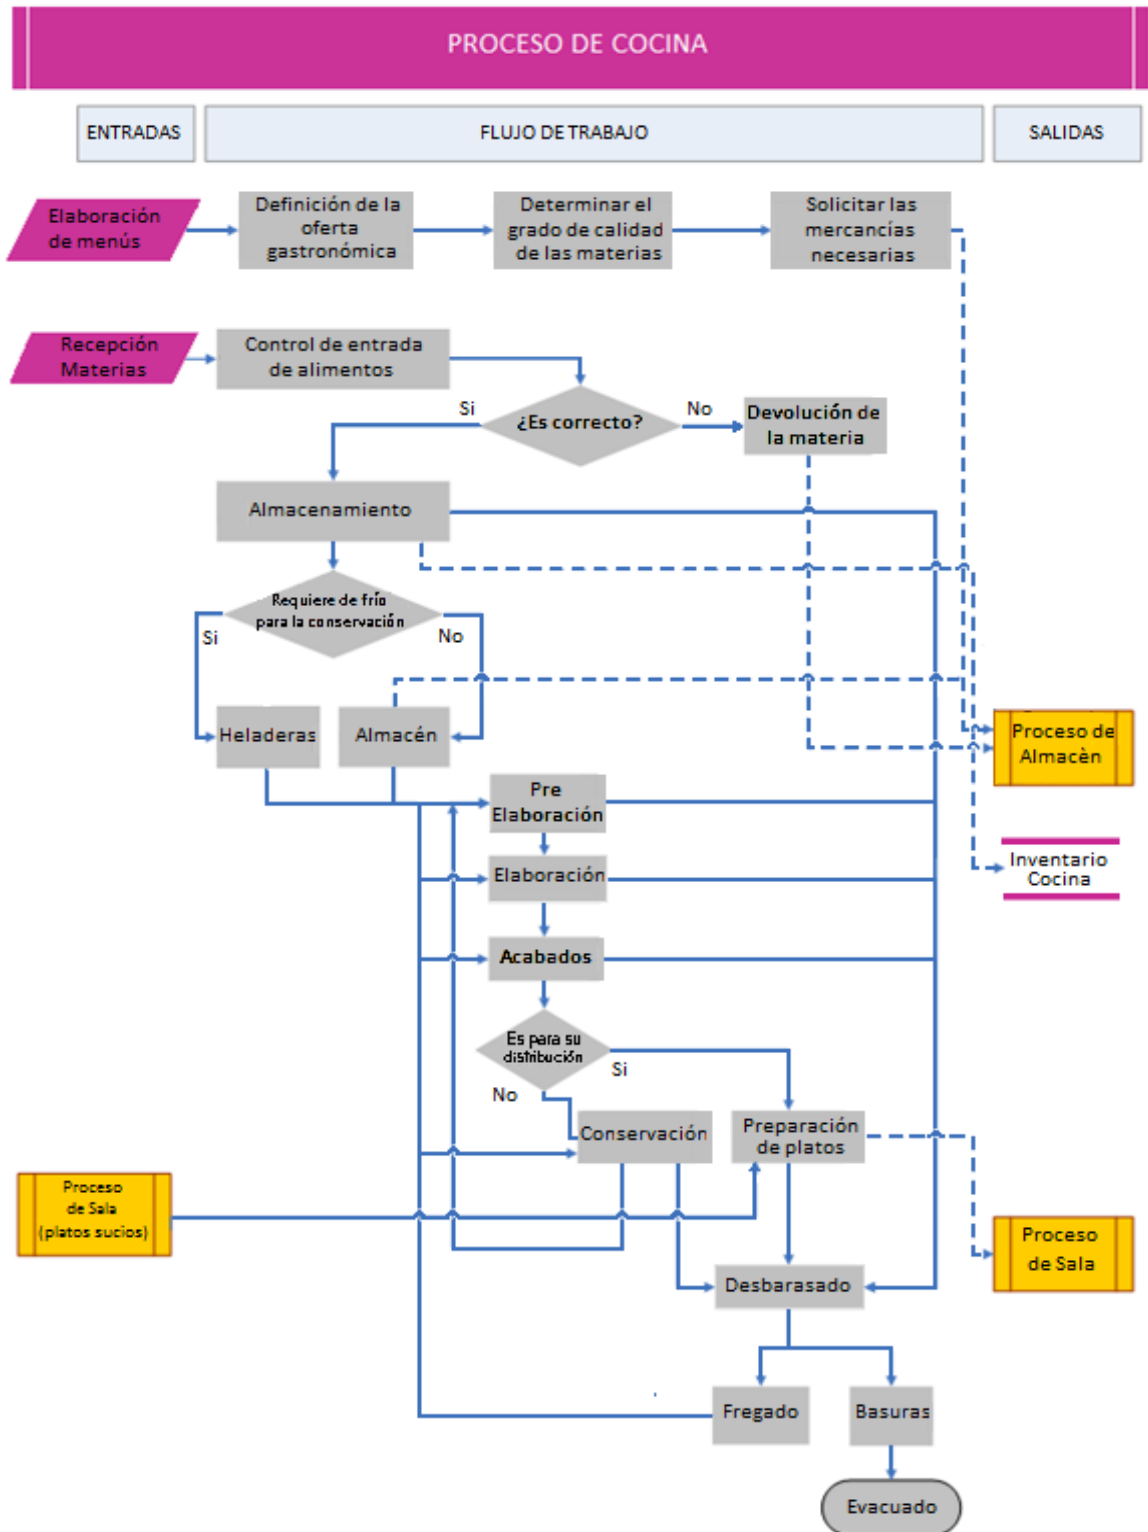 PROCESO DE COCINA
ENTRADAS
FLUJO DE TRABAJO
SALIDAS
Elaboración
de menús
Definición de la
oferta
gastronómica
Determinar el
grado de calidad
de las materias
Solicitar las
mercancías
necesarias
Recepción
Materias
Control de entrada
de alimentos
Si
¿Es correcto?
No
Devolución de
la materia
Almacenamiento
Requiere de frío
para la conservación
Si
No
Heladeras
Almacén
Proceso de
Almacèn
Pre
Elaboración
Elaboración
Inventario
Cocina
Acabados
Es para su
distribución
Si
No
Conservación
Preparación
de platos
Proceso
de Sala
(platos sucios)
Proceso
de Sala
Desbarasado
Fregado
Basuras
Evacuado